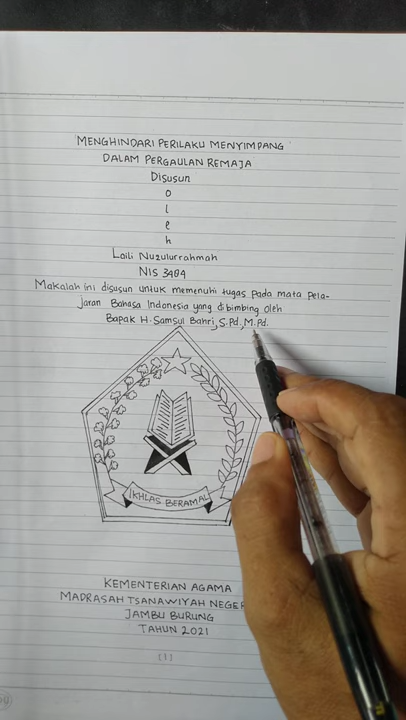 MENGHINDARI PERILAKU MENYIMPANG
DALAM PERGAULAN REMAJA
Disusun
o
l
e
h
Laili Nuzulurrahmah
NIS 3484
Makalah ini disusun untuk memenuhi tugas pada mata pela-
jaran Bahasa Indonesia yang dibimbing oleh
Bapak H. Samsul Bahri, S.Pd., M.Pd.
IKHLAS BERAMAL
KEMENTERIAN AGAMA
MADRASAH TSANAWIYAH
JAMBU BURUNG
TAHUN 2021
(1)